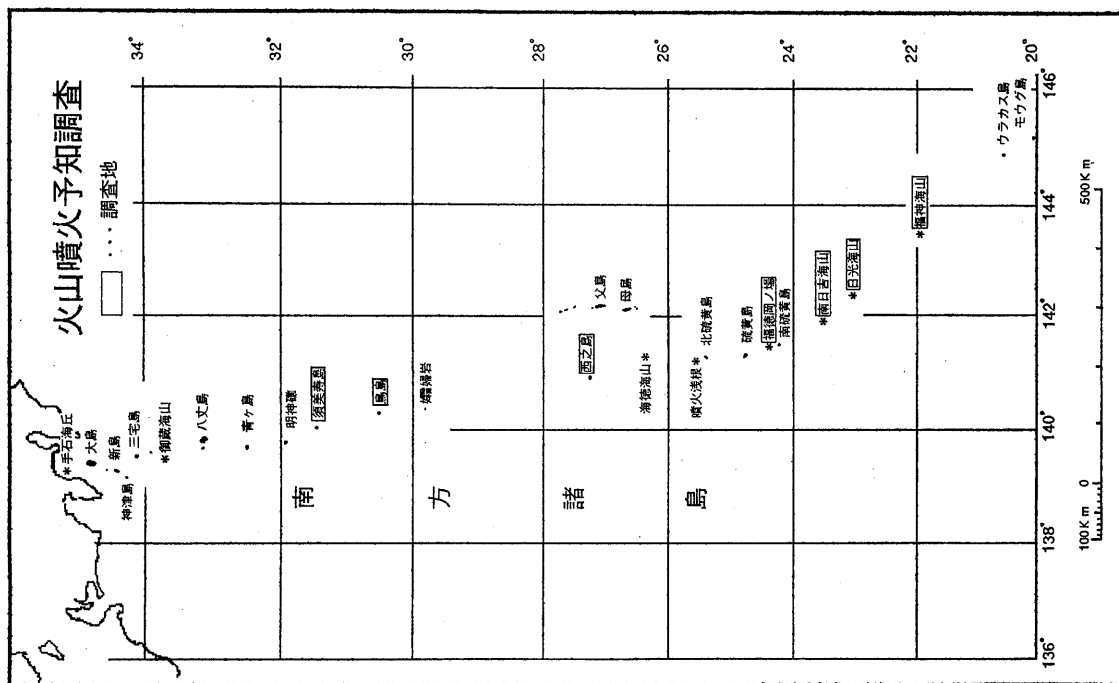 火山噴火予知調査
･･･調査地
*手石海丘
大島
新島
神津島
三宅島
*御蔵海山
八丈島
青ヶ島
明神礁
須美寿島
鳥島
孀婦岩
西之島
父島
母島
海徳海山*
噴火浅根*
北硫黄島
硫黄島
*福徳岡ノ場
南硫黄島
*南日吉海山
*日光海山
*福神海山
ウラカス島
モウグ島
南方諸島
34°
32°
30°
28°
26°
24°
22°
20°
136°
138°
140°
142°
144°
146°
100Km 0 500Km